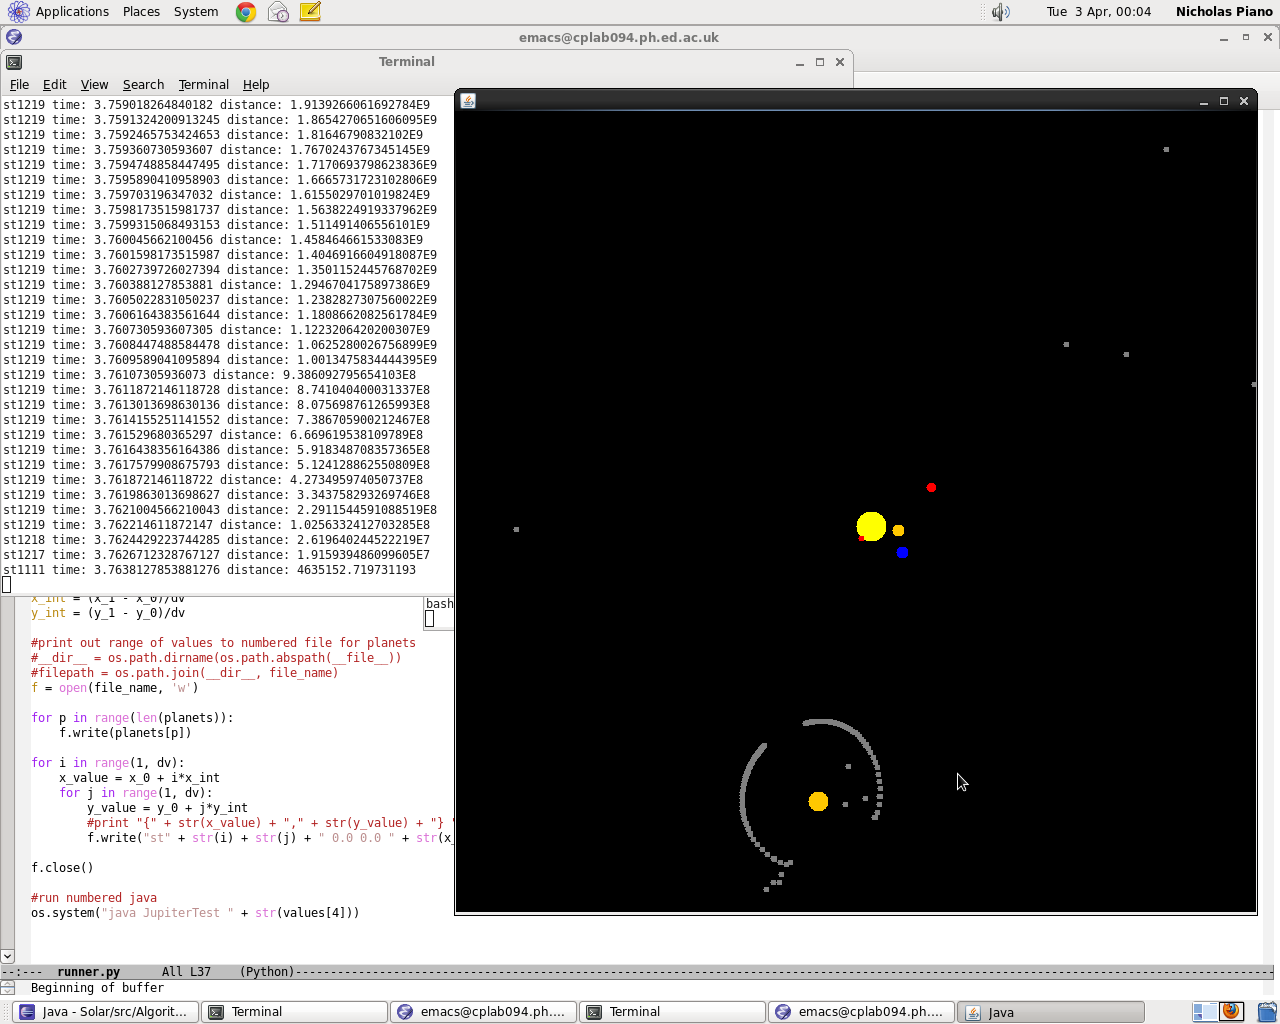 Applications Places System Tue 3 Apr, 00:04 Nicholas Piano
emacs@cplab094.ph.ed.ac.uk
Terminal
File Edit View Search Terminal Help
st1219 time: 3.759018264840182 distance: 1.9139266061692784E9
st1219 time: 3.7591324200913245 distance: 1.8654270651606095E9
st1219 time: 3.7592465753424653 distance: 1.81646790832102E9
st1219 time: 3.759360730593607 distance: 1.7670243767345145E9
st1219 time: 3.7594748858447495 distance: 1.7170693798623836E9
st1219 time: 3.7595890410958903 distance: 1.6665731723102806E9
st1219 time: 3.759703196347032 distance: 1.6155029701019824E9
st1219 time: 3.7598173515981737 distance: 1.5638224919337962E9
st1219 time: 3.7599315068493153 distance: 1.511491406556101E9
st1219 time: 3.760045662100456 distance: 1.458464661533083E9
st1219 time: 3.7601598173515987 distance: 1.4046916604918087E9
st1219 time: 3.7602739726027394 distance: 1.3501152445768702E9
st1219 time: 3.760388127853881 distance: 1.2946704175897386E9
st1219 time: 3.7605022831050237 distance: 1.2382827307560022E9
st1219 time: 3.7606164383561644 distance: 1.1808662082561784E9
st1219 time: 3.760730593607305 distance: 1.1223206420200307E9
st1219 time: 3.7608447488584478 distance: 1.0625280026756899E9
st1219 time: 3.7609589041095894 distance: 1.0013475834444395E9
st1219 time: 3.76107305936073 distance: 9.386092795654103E8
st1219 time: 3.7611872146118728 distance: 8.741040400031337E8
st1219 time: 3.7613013698630136 distance: 8.075698761265993E8
st1219 time: 3.7614155251141552 distance: 7.386705900212467E8
st1219 time: 3.761529680365297 distance: 6.669619538109789E8
st1219 time: 3.7616438356164386 distance: 5.918348708357365E8
st1219 time: 3.7617579908675793 distance: 5.124128862550809E8
st1219 time: 3.761872146118722 distance: 4.273495974050737E8
st1219 time: 3.7619863013698627 distance: 3.343758293269746E8
st1219 time: 3.7621004566210043 distance: 2.2911544591088519E8
st1219 time: 3.762214611872147 distance: 1.0256332412703285E8
st1218 time: 3.7624429223744285 distance: 2.619640244522219E7
st1217 time: 3.7626712328767127 distance: 1.915939486099605E7
st1111 time: 3.7638127853881276 distance: 4635152.719731193
x_int = (x_1 - x_0)/dv
y_int = (y_1 - y_0)/dv
bash
#print out range of values to numbered file for planets
#__dir__ = os.path.dirname(os.path.abspath(__file__))
#filepath = os.path.join(__dir__, file_name)
f = open(file_name, 'w')
for p in range(len(planets)):
f.write(planets[p])
for i in range(1, dv):
x_value = x_0 + i*x_int
for j in range(1, dv):
y_value = y_0 + j*y_int
#print "{" + str(x_value) + "," + str(y_value) + "} "
f.write("st" + str(i) + str(j) + " 0.0 0.0 " + str(x_
f.close()
#run numbered java
os.system("java JupiterTest " + str(values[4]))
--:--- runner.py All L37 (Python)
Beginning of buffer
Java - Solar/src/Algorit... Terminal emacs@cplab094.ph.... Terminal emacs@cplab094.ph.... Java